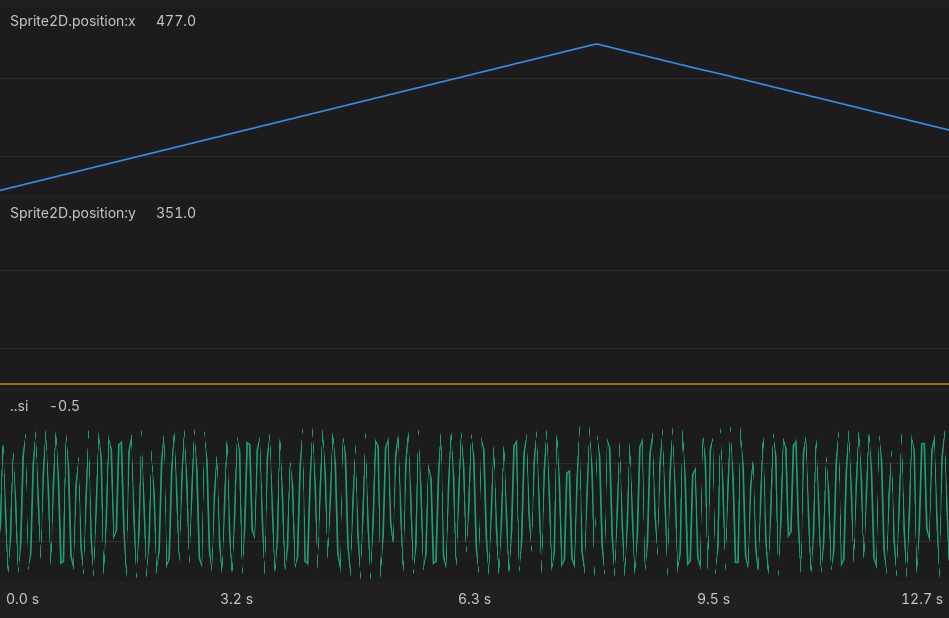 Sprite2D.position:x 477.0
Sprite2D.position:y 351.0
..si -0.5
0.0 s 3.2 s 6.3 s 9.5 s 12.7 s